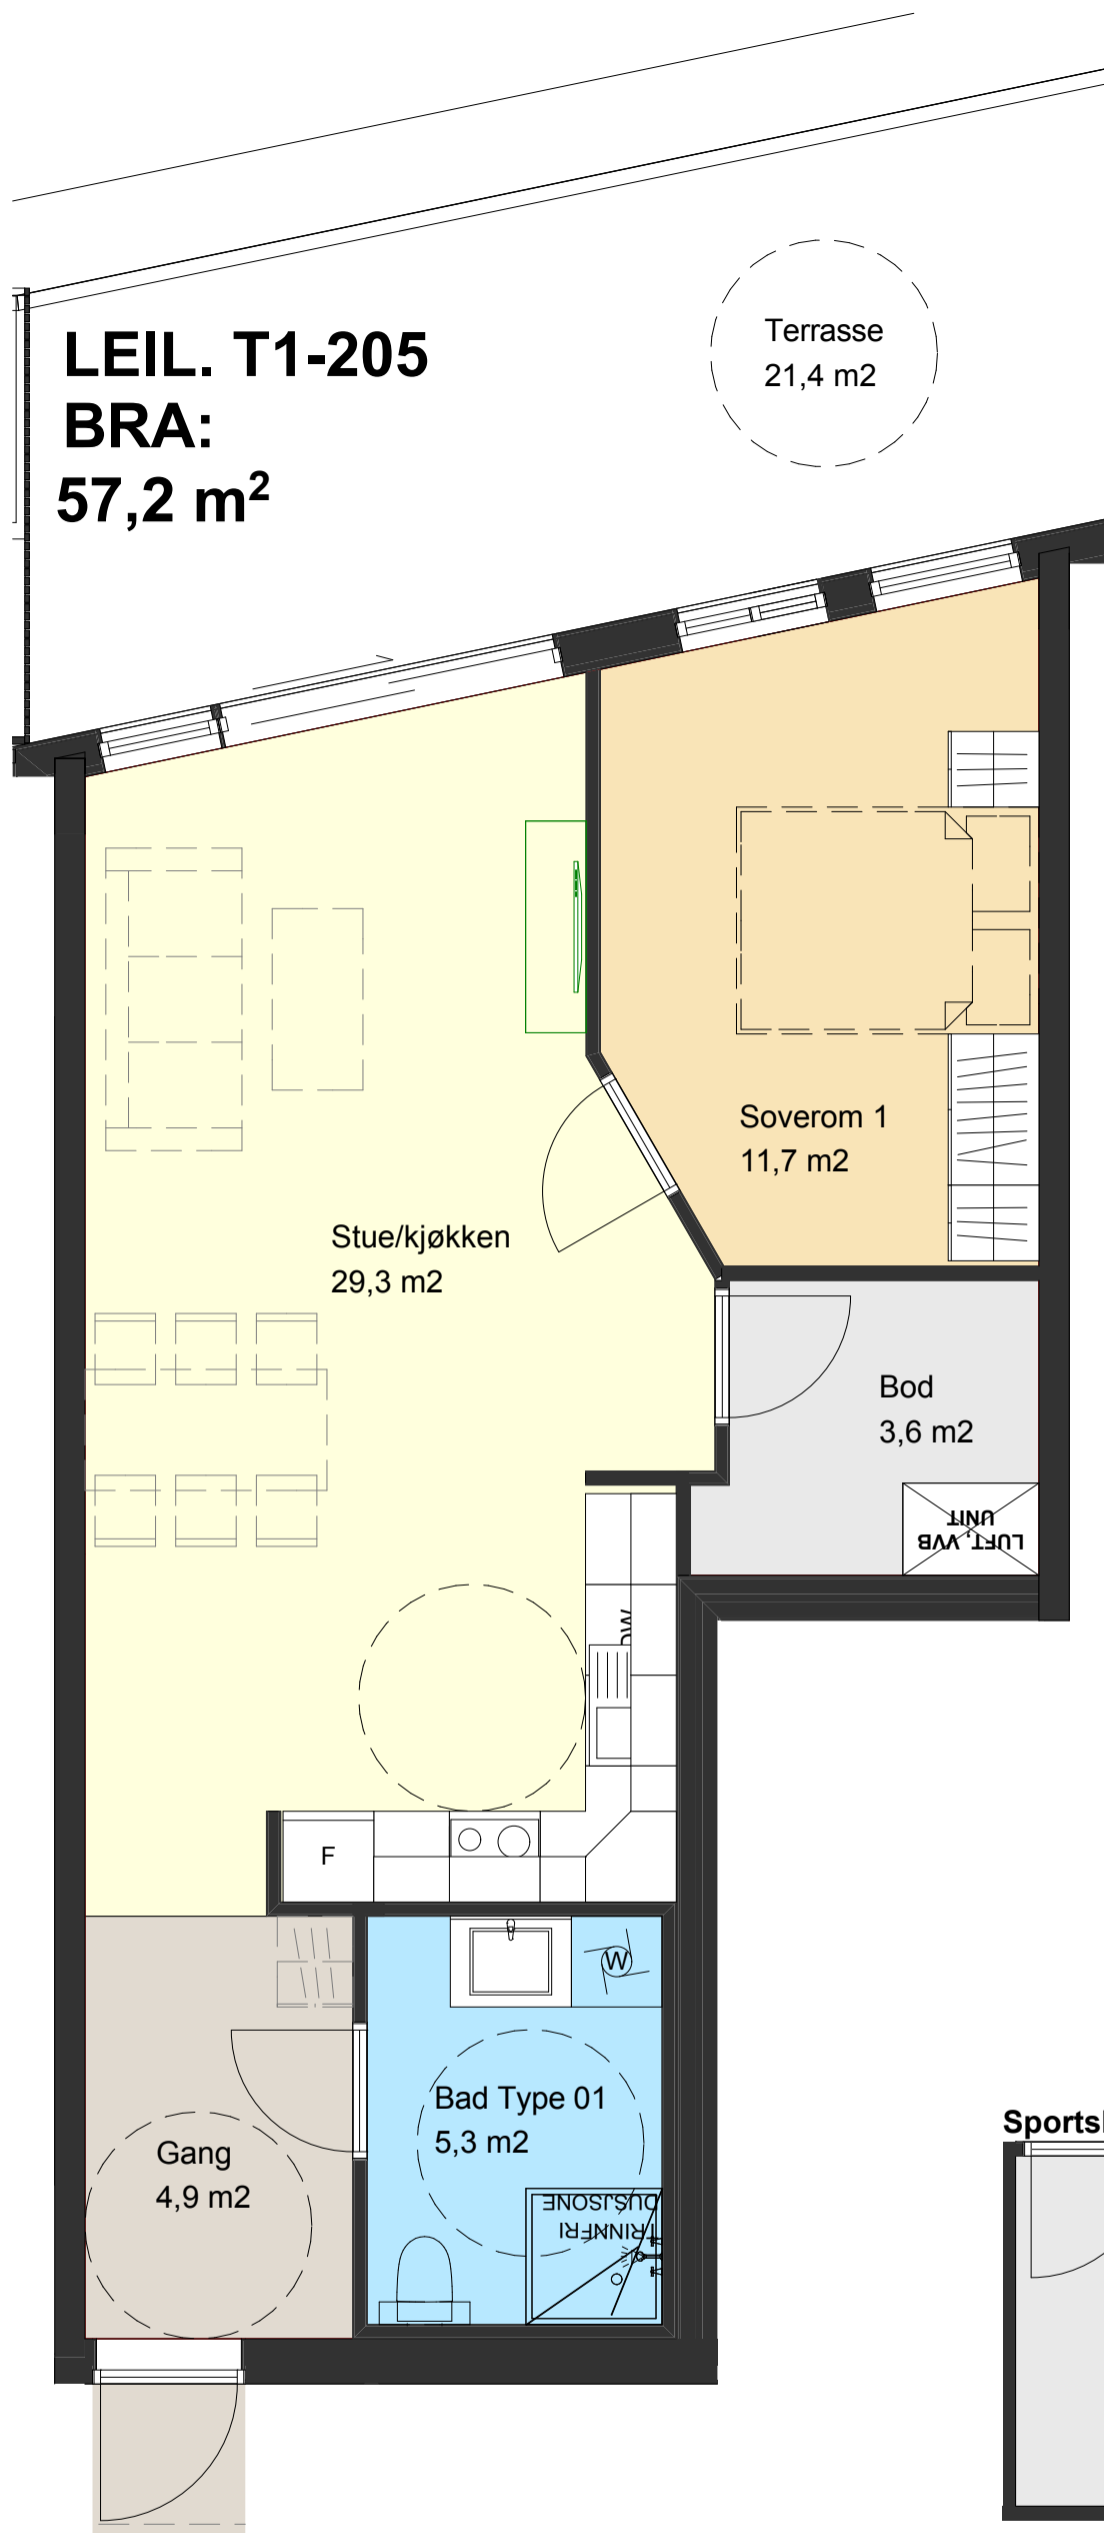 LEIL. T1-205
BRA:
57,2 m²
Terrasse
21,4 m2
Soverom 1
11,7 m2
Stue/kjøkken
29,3 m2
Bod
3,6 m2
LUFT, VVB
UNIT
DW
F
W
Bad Type 01
5,3 m2
Gang
4,9 m2
TRINNFRI
DUSJSONE